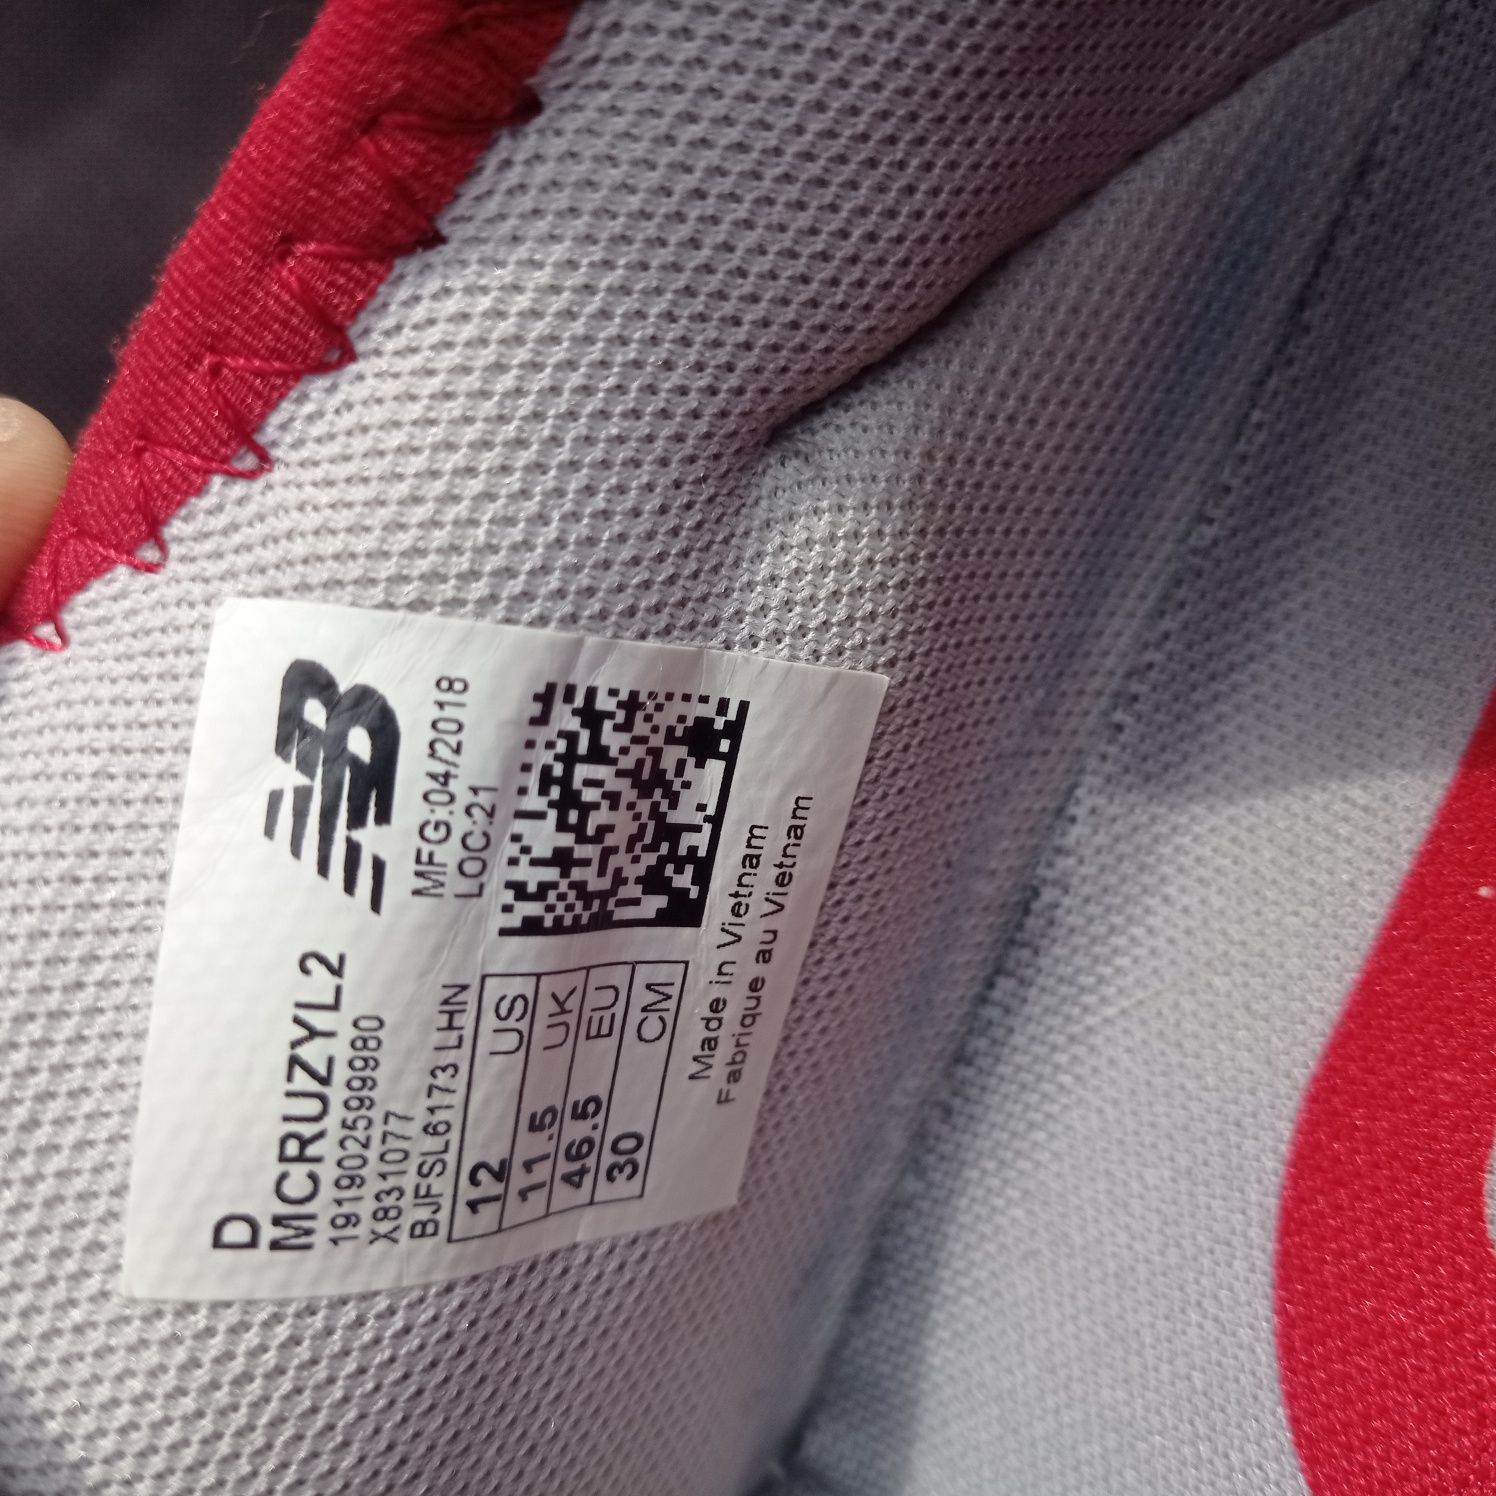 D
MCRUZYL2
191902599980
X831077
BJFSL6173 LHN
NB
MFG:04/2018
LOC:21
12 US
11.5 UK
46.5 EU
30 CM
Made in Vietnam
Fabrique au Vietnam